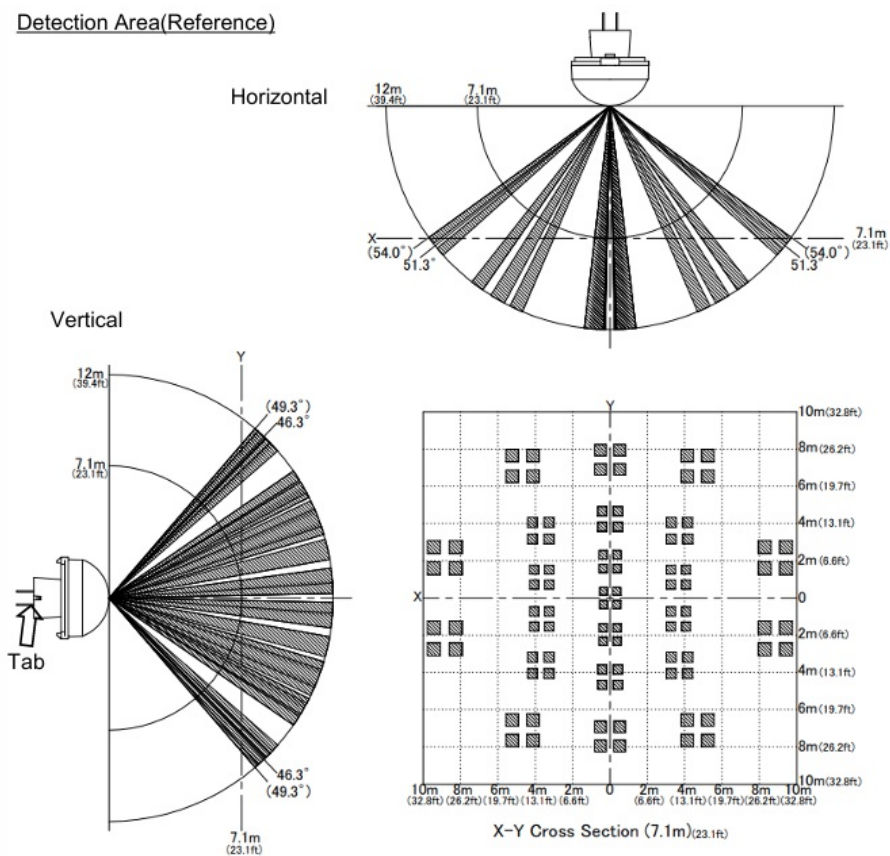 Detection Area(Reference)
Horizontal
12m
(39.4ft)
7.1m
(23.1ft)
X
7.1m
(23.1ft)
(54.0°)
51.3°
(54.0°)
51.3°
Vertical
Y
12m
(39.4ft)
(49.3°)
46.3°
7.1m
(23.1ft)
Tab
46.3°
(49.3°)
7.1m
(23.1ft)
Y
10m(32.8ft)
8m(26.2ft)
6m(19.7ft)
4m(13.1ft)
2m(6.6ft)
X 0
2m(6.6ft)
4m(13.1ft)
6m(19.7ft)
8m(26.2ft)
10m(32.8ft)
10m 8m 6m 4m 2m 0 2m 4m 6m 8m 10m
(32.8ft) (26.2ft) (19.7ft) (13.1ft) (6.6ft) (6.6ft) (13.1ft) (19.7ft) (26.2ft) (32.8ft)
X-Y Cross Section (7.1m)(23.1ft)